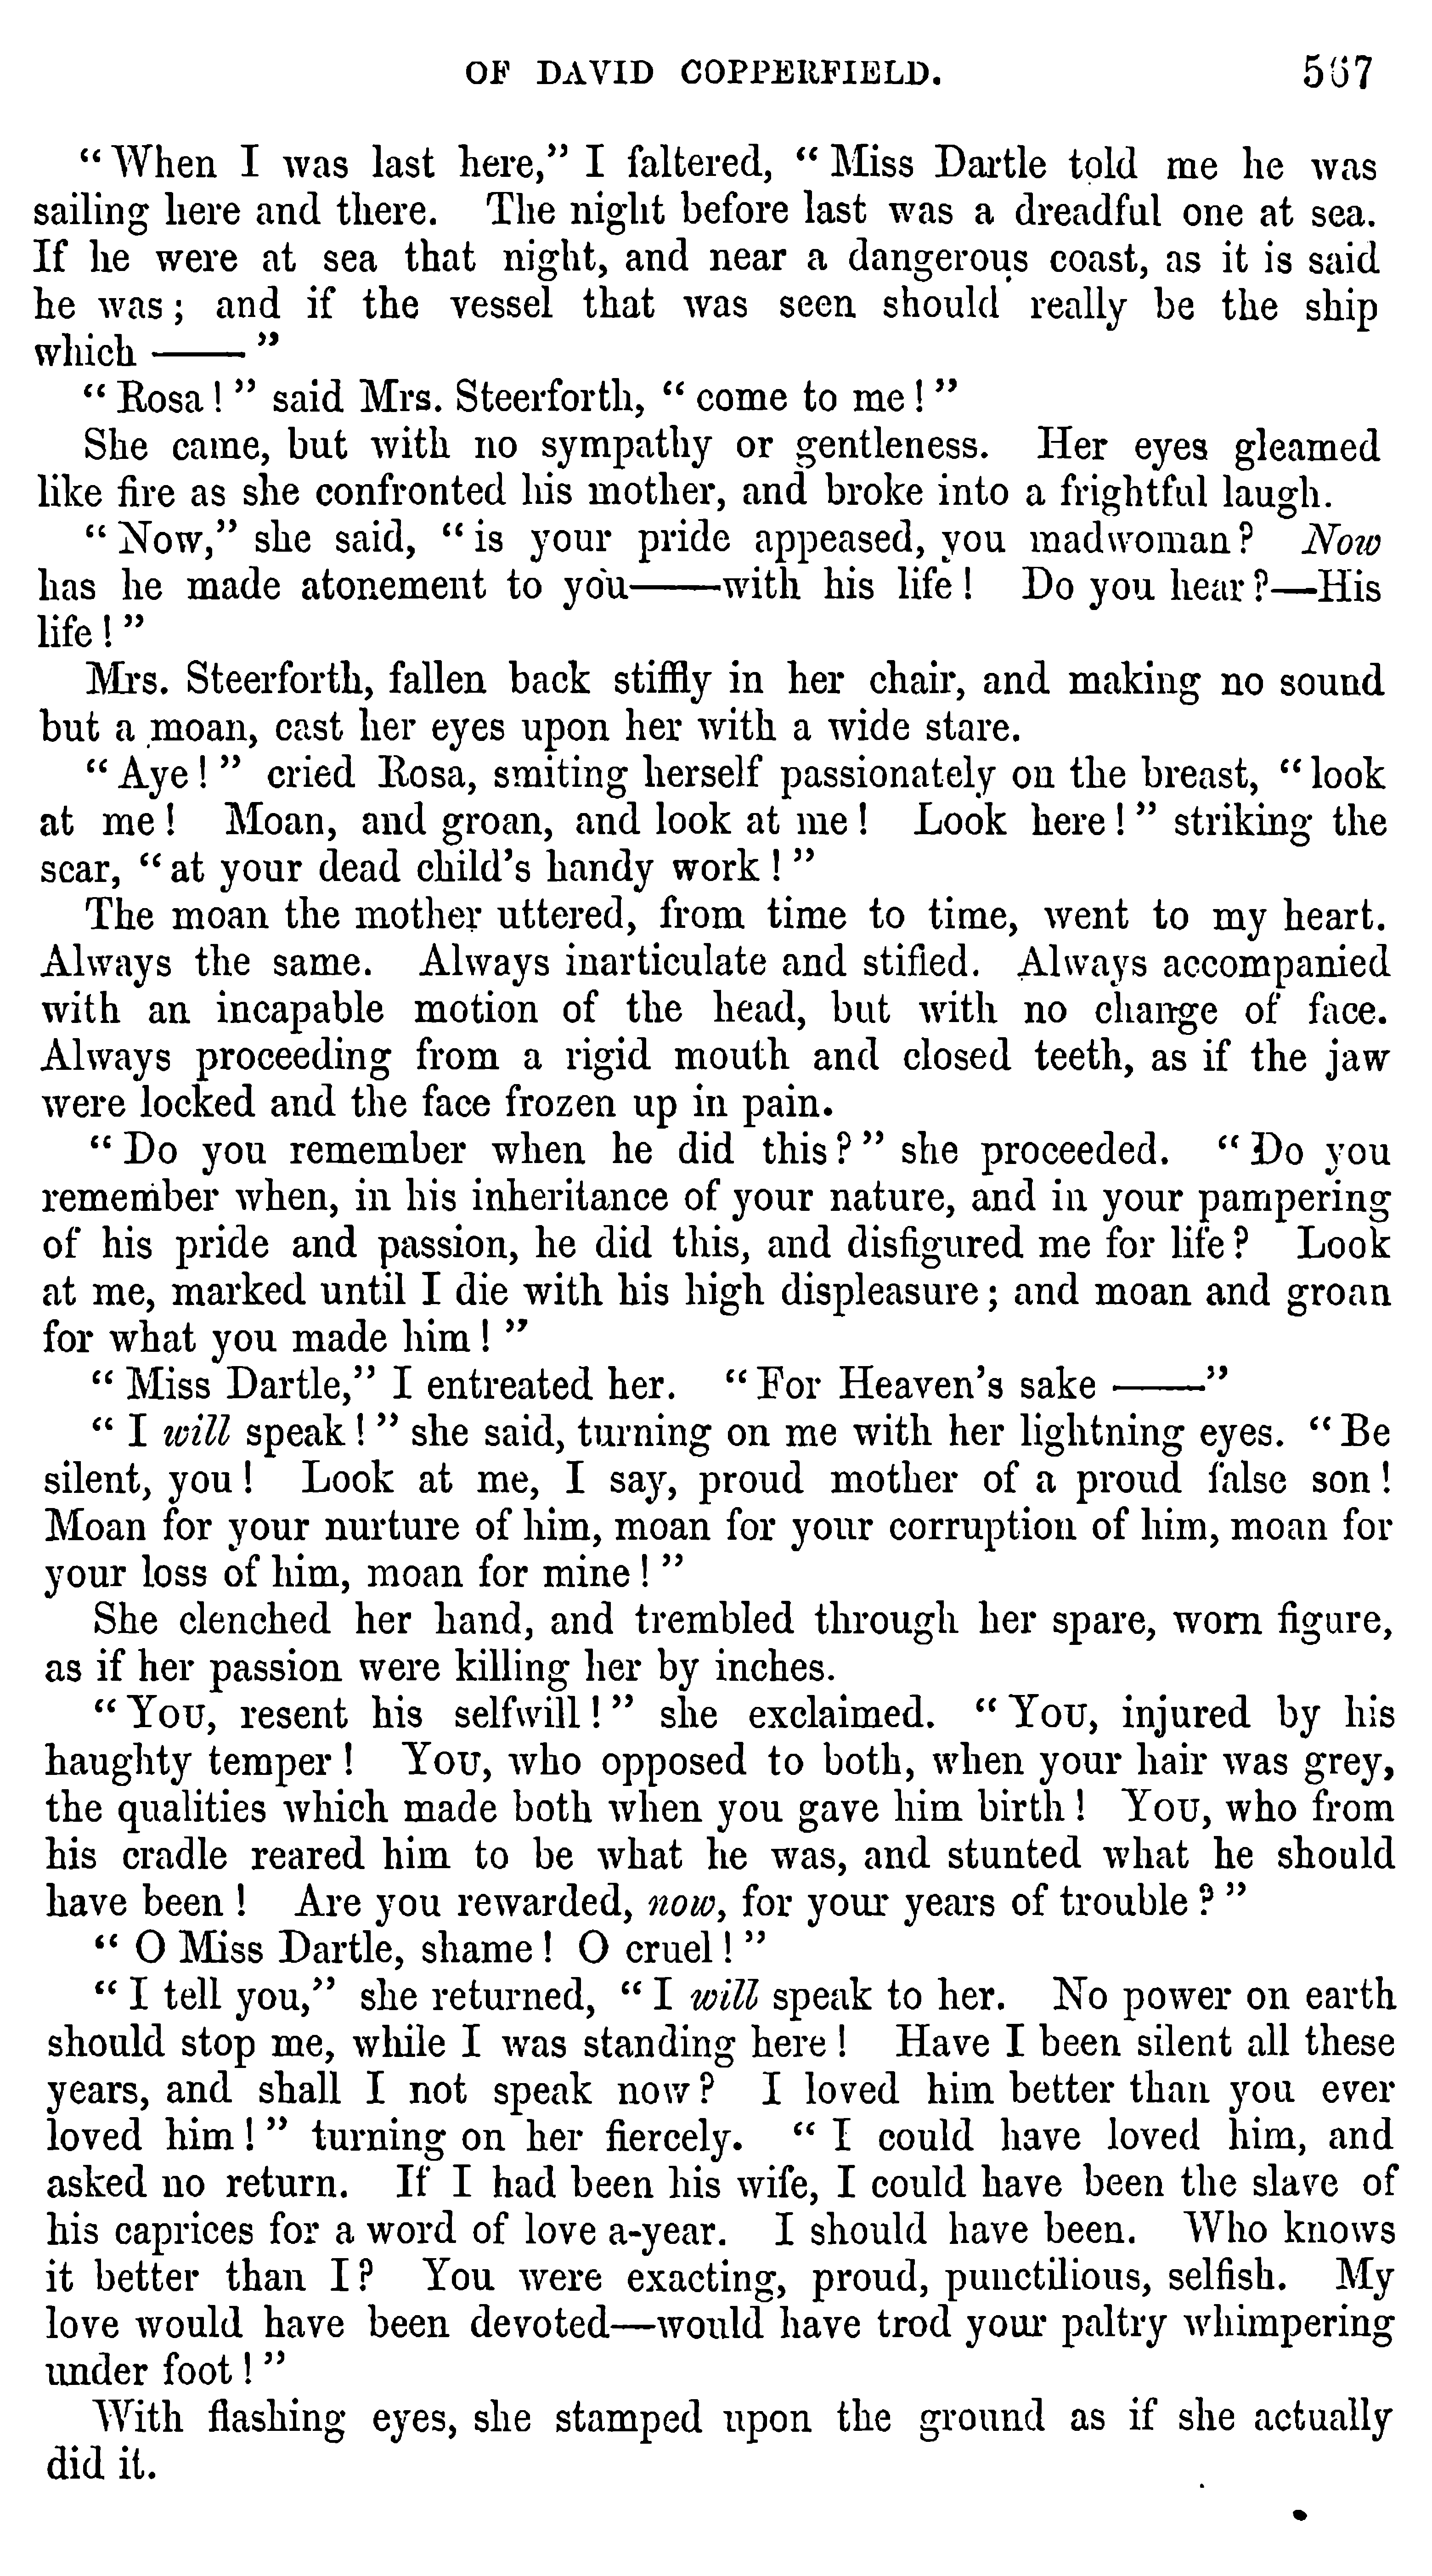 OF DAVID COPPERFIELD. 567
“ When I was last here,” I faltered, “ Miss Dartle told me he was
sailing here and there. The night before last was a dreadful one at sea.
If he were at sea that night, and near a dangerous coast, as it is said
he was ; and if the vessel that was seen should really be the ship
which —— ”
“ Rosa ! ” said Mrs. Steerforth, “ come to me ! ”
She came, but with no sympathy or gentleness. Her eyes gleamed
like fire as she confronted his mother, and broke into a frightful laugh.
“ Now,” she said, “ is your pride appeased, you madwoman ? Now
has he made atonement to you——with his life ! Do you hear ?—His
life ! ”
Mrs. Steerforth, fallen back stiffly in her chair, and making no sound
but a moan, cast her eyes upon her with a wide stare.
“ Aye ! ” cried Rosa, smiting herself passionately on the breast, “ look
at me ! Moan, and groan, and look at me ! Look here ! ” striking the
scar, “ at your dead child’s handy work ! ”
The moan the mother uttered, from time to time, went to my heart.
Always the same. Always inarticulate and stifled. Always accompanied
with an incapable motion of the head, but with no change of face.
Always proceeding from a rigid mouth and closed teeth, as if the jaw
were locked and the face frozen up in pain.
“ Do you remember when he did this ? ” she proceeded. “ Do you
remember when, in his inheritance of your nature, and in your pampering
of his pride and passion, he did this, and disfigured me for life ? Look
at me, marked until I die with his high displeasure ; and moan and groan
for what you made him ! ”
“ Miss Dartle,” I entreated her. “ For Heaven’s sake ——”
“ I will speak ! ” she said, turning on me with her lightning eyes. “ Be
silent, you ! Look at me, I say, proud mother of a proud false son !
Moan for your nurture of him, moan for your corruption of him, moan for
your loss of him, moan for mine ! ”
She clenched her hand, and trembled through her spare, worn figure,
as if her passion were killing her by inches.
“ You, resent his selfwill ! ” she exclaimed. “ You, injured by his
haughty temper ! You, who opposed to both, when your hair was grey,
the qualities which made both when you gave him birth ! You, who from
his cradle reared him to be what he was, and stunted what he should
have been ! Are you rewarded, now, for your years of trouble ? ”
“ O Miss Dartle, shame ! O cruel ! ”
“ I tell you,” she returned, “ I will speak to her. No power on earth
should stop me, while I was standing here ! Have I been silent all these
years, and shall I not speak now ? I loved him better than you ever
loved him ! ” turning on her fiercely. “ I could have loved him, and
asked no return. If I had been his wife, I could have been the slave of
his caprices for a word of love a-year. I should have been. Who knows
it better than I ? You were exacting, proud, punctilious, selfish. My
love would have been devoted—would have trod your paltry whimpering
under foot ! ”
With flashing eyes, she stamped upon the ground as if she actually
did it.